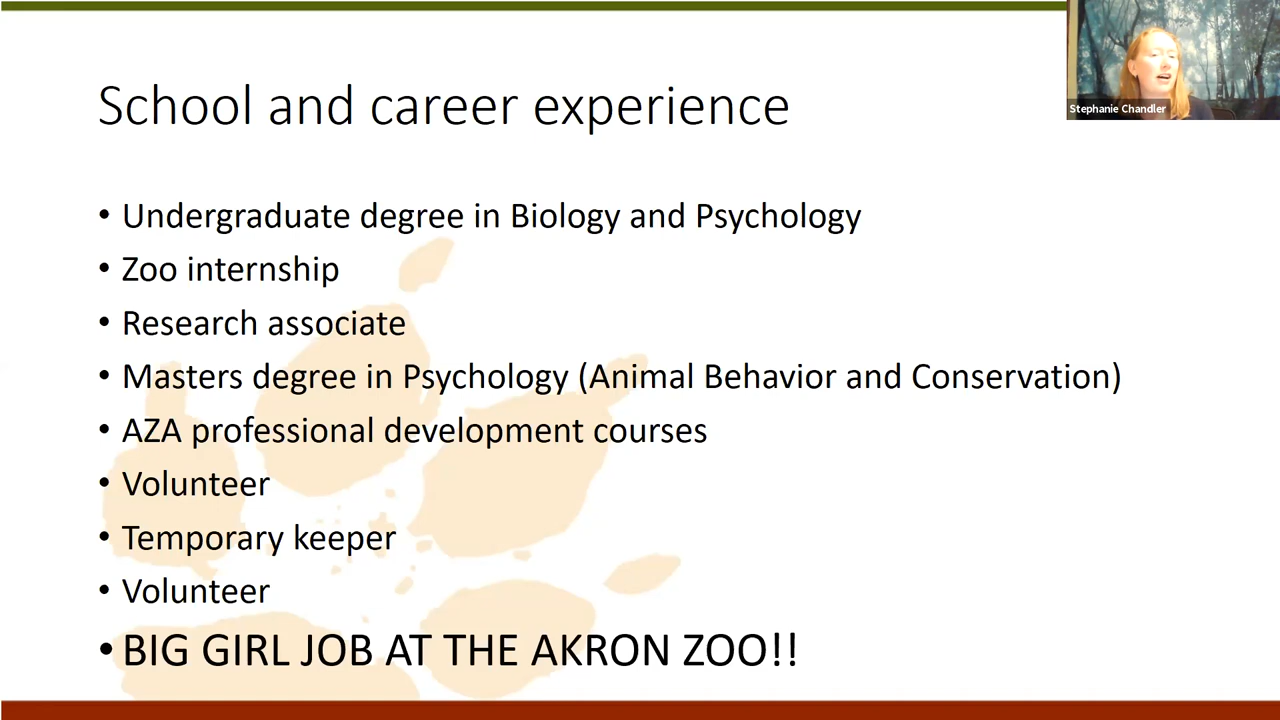 School and career experience
Stephanie Chandler
• Undergraduate degree in Biology and Psychology
• Zoo internship
• Research associate
• Masters degree in Psychology (Animal Behavior and Conservation)
• AZA professional development courses
• Volunteer
• Temporary keeper
• Volunteer
• BIG GIRL JOB AT THE AKRON ZOO!!